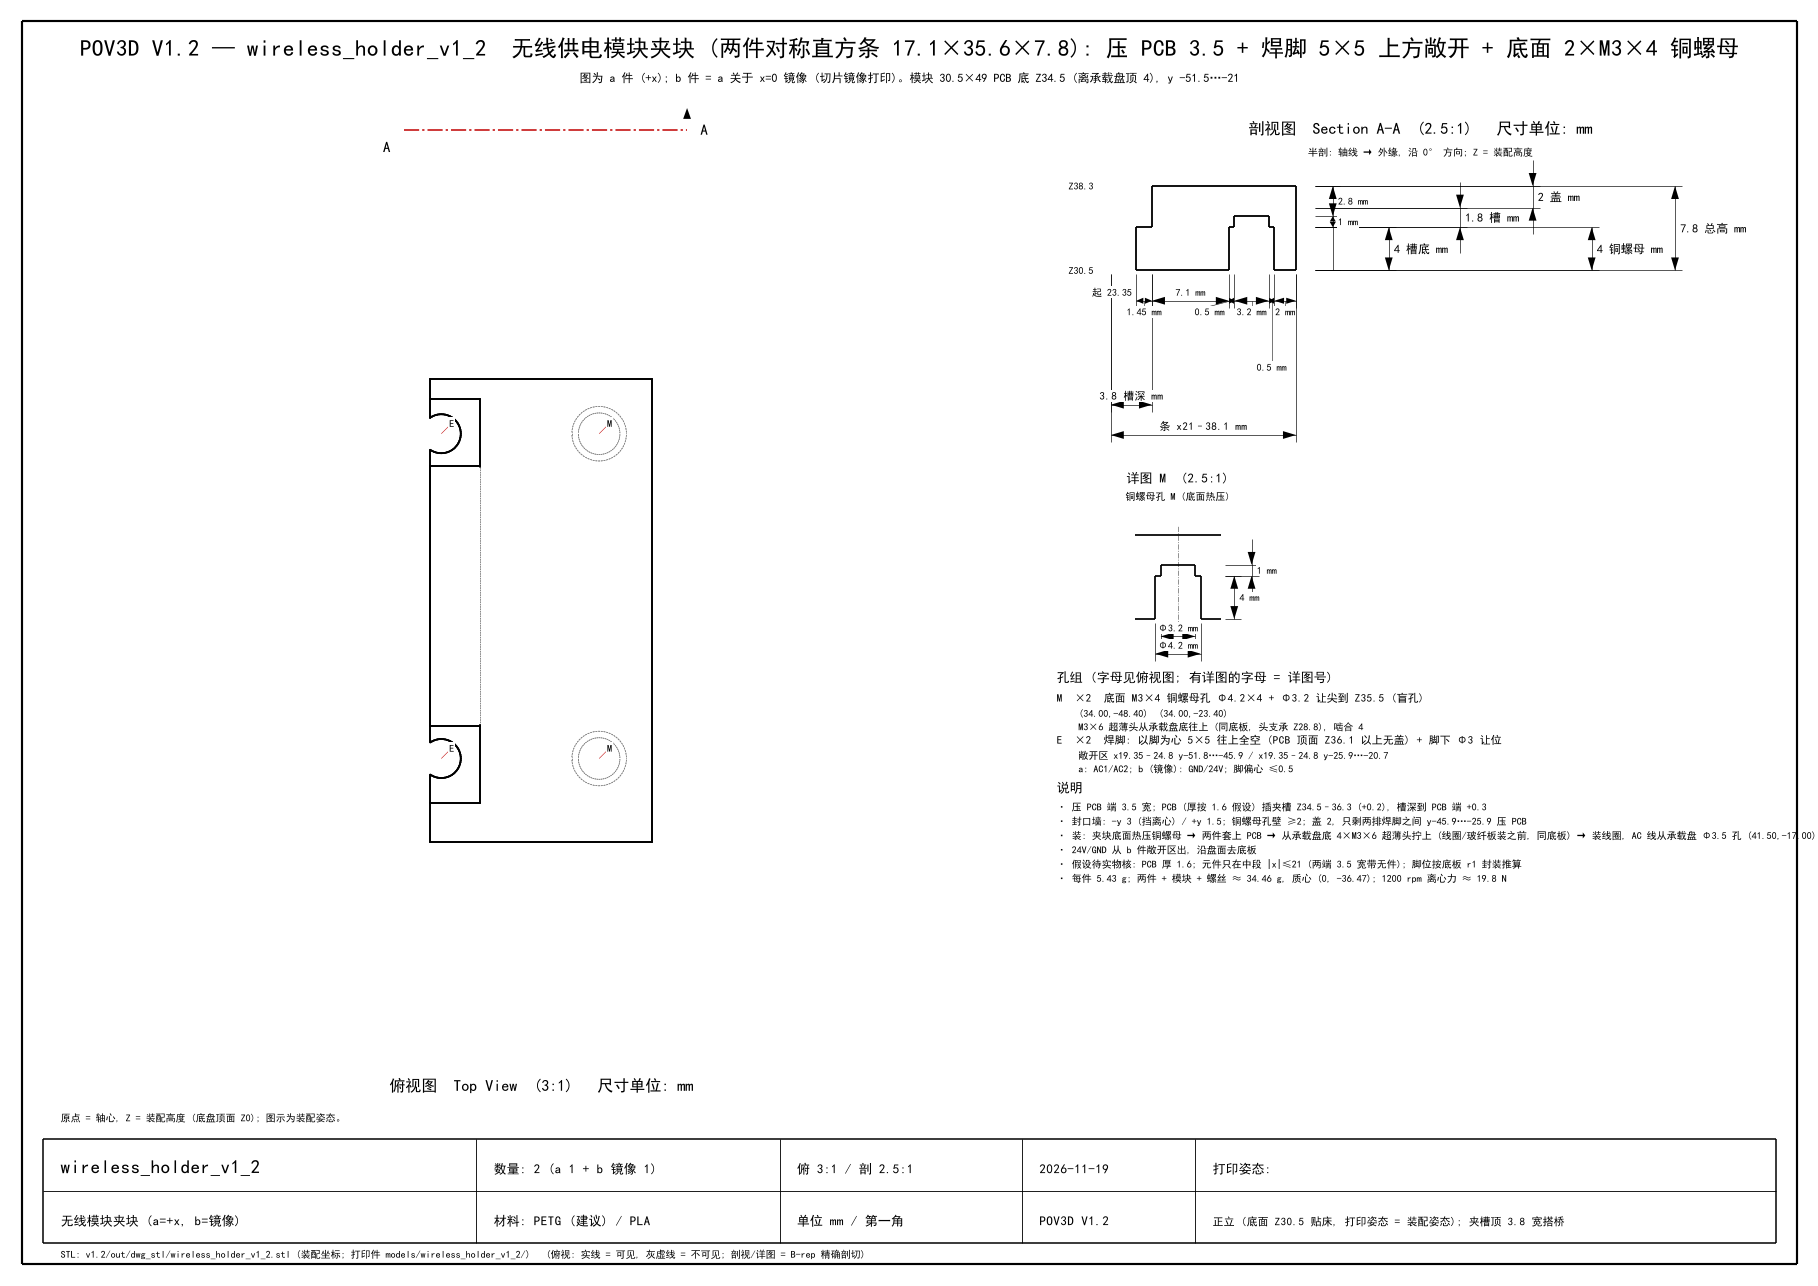 POV3D V1.2 — wireless_holder_v1_2  无线供电模块夹块 (两件对称直方条 17.1×35.6×7.8): 压 PCB 3.5 + 焊脚 5×5 上方敞开 + 底面 2×M3×4 铜螺母
图为 a 件 (+x); b 件 = a 关于 x=0 镜像 (切片镜像打印)。模块 30.5×49 PCB 底 Z34.5 (离承载盘顶 4), y -51.5…-21
A
A
E
M
E
M
俯视图  Top View  (3:1)   尺寸单位: mm
剖视图  Section A-A  (2.5:1)   尺寸单位: mm
半剖: 轴线 → 外缘, 沿 0° 方向; Z = 装配高度
Z38.3
Z30.5
2.8 mm
1 mm
4 槽底 mm
1.8 槽 mm
2 盖 mm
4 铜螺母 mm
7.8 总高 mm
起 23.35
7.1 mm
1.45 mm
0.5 mm
3.2 mm
2 mm
0.5 mm
3.8 槽深 mm
条 x21–38.1 mm
详图 M  (2.5:1)
铜螺母孔 M (底面热压)
1 mm
4 mm
Φ3.2 mm
Φ4.2 mm
孔组 (字母见俯视图; 有详图的字母 = 详图号)
M  ×2  底面 M3×4 铜螺母孔 Φ4.2×4 + Φ3.2 让尖到 Z35.5 (盲孔)
(34.00,-48.40)  (34.00,-23.40)
M3×6 超薄头从承载盘底往上 (同底板, 头支承 Z28.8), 啮合 4
E  ×2  焊脚: 以脚为心 5×5 往上全空 (PCB 顶面 Z36.1 以上无盖) + 脚下 Φ3 让位
敞开区 x19.35–24.8 y-51.8…-45.9 / x19.35–24.8 y-25.9…-20.7
a: AC1/AC2; b (镜像): GND/24V; 脚偏心 ≤0.5
说明
· 压 PCB 端 3.5 宽; PCB (厚按 1.6 假设) 插夹槽 Z34.5–36.3 (+0.2), 槽深到 PCB 端 +0.3
· 封口墙: -y 3 (挡离心) / +y 1.5; 铜螺母孔壁 ≥2; 盖 2, 只剩两排焊脚之间 y-45.9…-25.9 压 PCB
· 装: 夹块底面热压铜螺母 → 两件套上 PCB → 从承载盘底 4×M3×6 超薄头拧上 (线圈/玻纤板装之前, 同底板) → 装线圈, AC 线从承载盘 Φ3.5 孔 (41.50,-17.00)
· 24V/GND 从 b 件敞开区出, 沿盘面去底板
· 假设待实物核: PCB 厚 1.6; 元件只在中段 |x|≤21 (两端 3.5 宽带无件); 脚位按底板 r1 封装推算
· 每件 5.43 g; 两件 + 模块 + 螺丝 ≈ 34.46 g, 质心 (0, -36.47); 1200 rpm 离心力 ≈ 19.8 N
原点 = 轴心, Z = 装配高度 (底盘顶面 Z0); 图示为装配姿态。
wireless_holder_v1_2
数量: 2 (a 1 + b 镜像 1)
俯 3:1 / 剖 2.5:1
2026-11-19
打印姿态:
无线模块夹块 (a=+x, b=镜像)
材料: PETG (建议) / PLA
单位 mm / 第一角
POV3D V1.2
正立 (底面 Z30.5 贴床, 打印姿态 = 装配姿态); 夹槽顶 3.8 宽搭桥
STL: v1.2/out/dwg_stl/wireless_holder_v1_2.stl (装配坐标; 打印件 models/wireless_holder_v1_2/)   (俯视: 实线 = 可见, 灰虚线 = 不可见; 剖视/详图 = B-rep 精确剖切)